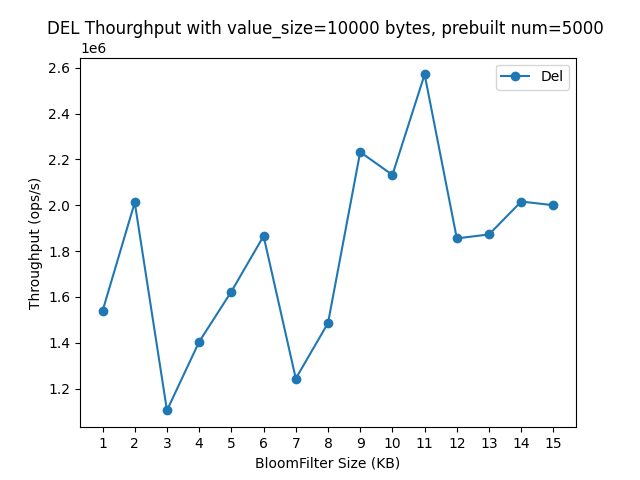 DEL Thourghput with value_size=10000 bytes, prebuilt num=5000
1e6
Del
2.6
2.4
2.2
2.0
1.8
1.6
1.4
1.2
Throughput (ops/s)
1 2 3 4 5 6 7 8 9 10 11 12 13 14 15
BloomFilter Size (KB)